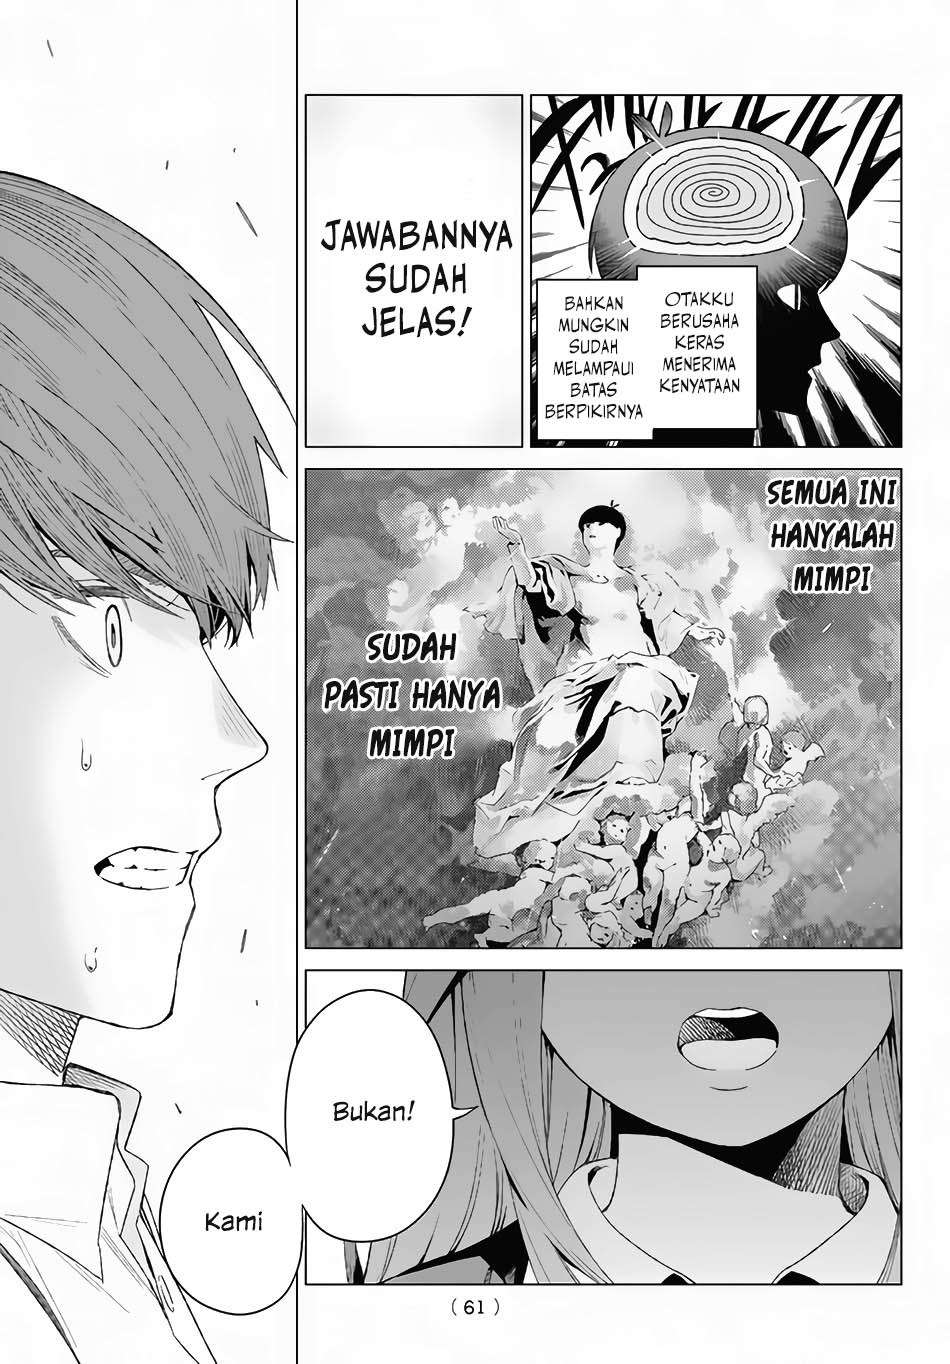 OTAKKU
BERUSAHA
KERAS
MENERIMA
KENYATAAN
BAHKAN
MUNGKIN
SUDAH
MELAMPAUI
BATAS
BERPIKIRNYA
JAWABANNYA
SUDAH
JELAS!
SEMUA INI
HANYALAH
MIMPI
SUDAH
PASTI HANYA
MIMPI
Bukan!
Kami
( 61 )